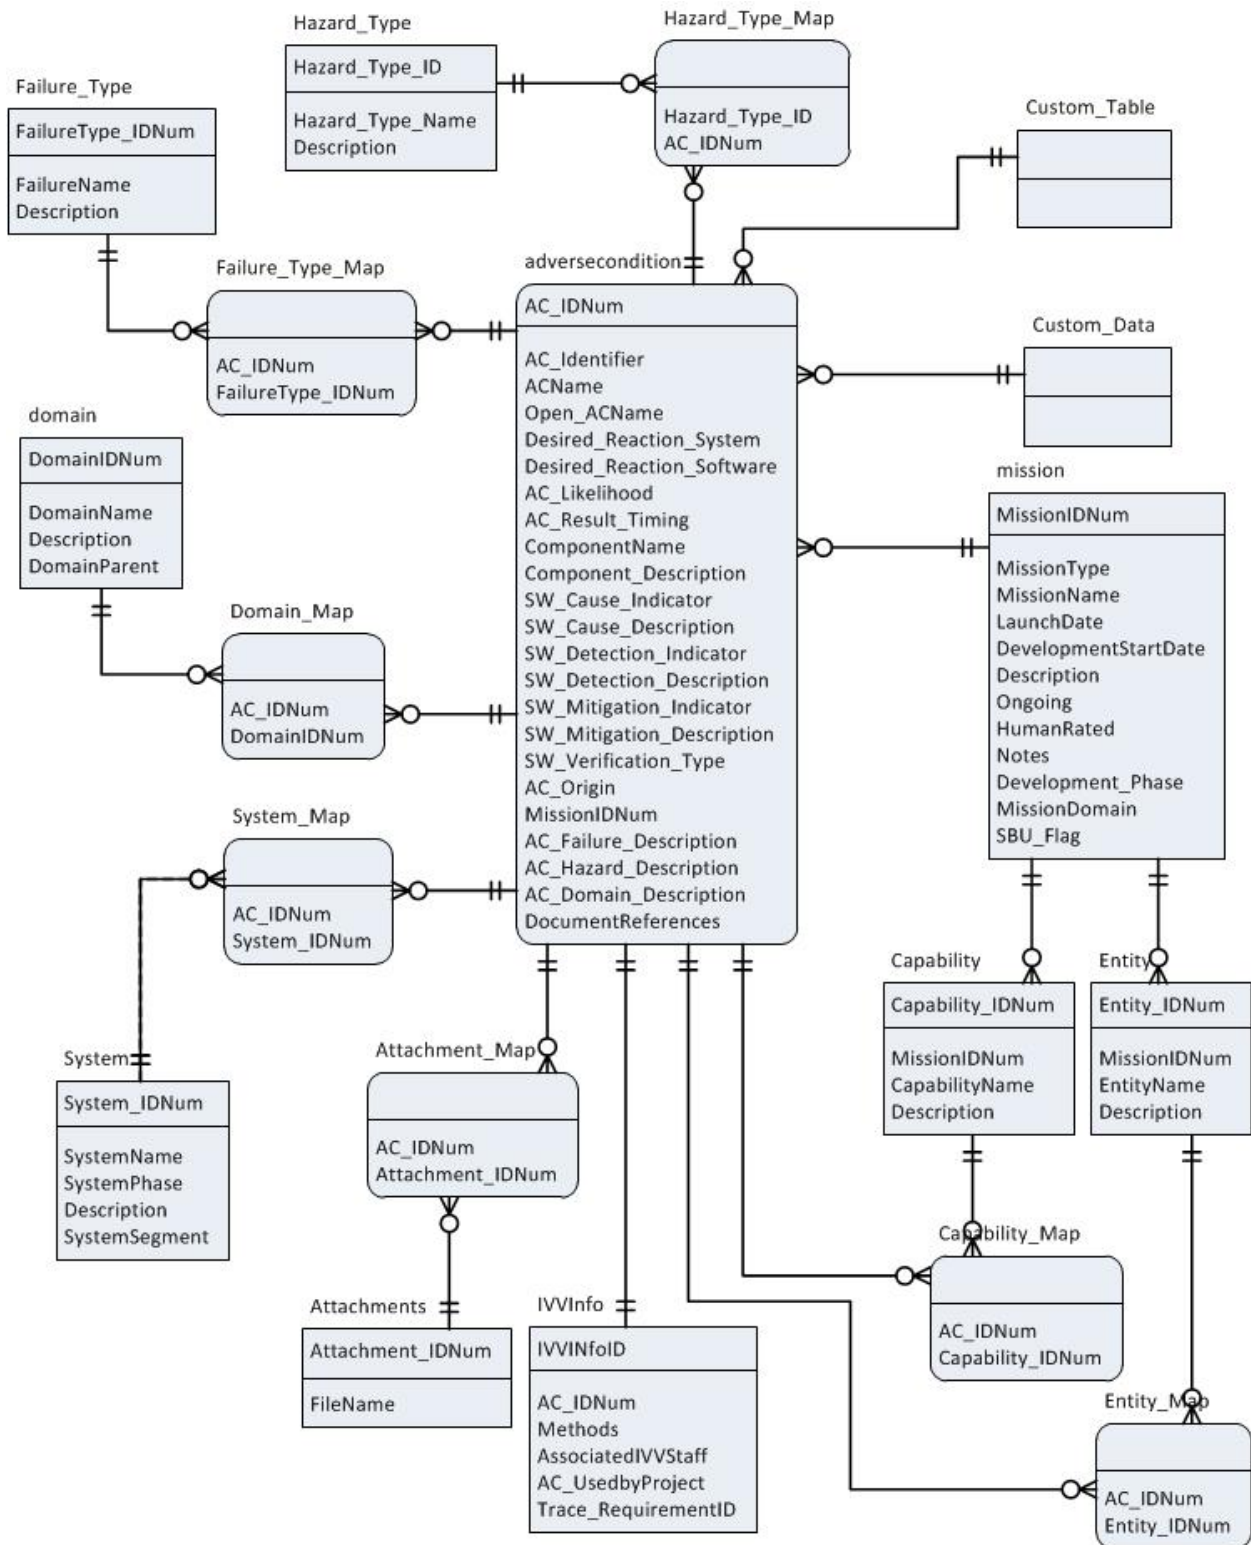 Hazard_Type
Hazard_Type_ID
Hazard_Type_Name
Description
Hazard_Type_Map
Hazard_Type_ID
AC_IDNum
Failure_Type
FailureType_IDNum
FailureName
Description
Custom_Table
Failure_Type_Map
AC_IDNum
FailureType_IDNum
adversecondition
AC_IDNum
AC_Identifier
ACName
Open_ACName
Desired_Reaction_System
Desired_Reaction_Software
AC_Likelihood
AC_Result_Timing
ComponentName
Component_Description
SW_Cause_Indicator
SW_Cause_Description
SW_Detection_Indicator
SW_Detection_Description
SW_Mitigation_Indicator
SW_Mitigation_Description
SW_Verification_Type
AC_Origin
MissionIDNum
AC_Failure_Description
AC_Hazard_Description
AC_Domain_Description
DocumentReferences
Custom_Data
domain
DomainIDNum
DomainName
Description
DomainParent
mission
MissionIDNum
MissionType
MissionName
LaunchDate
DevelopmentStartDate
Description
Ongoing
HumanRated
Notes
Development_Phase
MissionDomain
SBU_Flag
Domain_Map
AC_IDNum
DomainIDNum
System_Map
AC_IDNum
System_IDNum
System
System_IDNum
SystemName
SystemPhase
Description
SystemSegment
Attachment_Map
AC_IDNum
Attachment_IDNum
Capability
Capability_IDNum
MissionIDNum
CapabilityName
Description
Entity
Entity_IDNum
MissionIDNum
EntityName
Description
Attachments
Attachment_IDNum
FileName
IVVInfo
IVVINfoID
AC_IDNum
Methods
AssociatedIVVStaff
AC_UsedbyProject
Trace_RequirementID
Capability_Map
AC_IDNum
Capability_IDNum
Entity_Map
AC_IDNum
Entity_IDNum